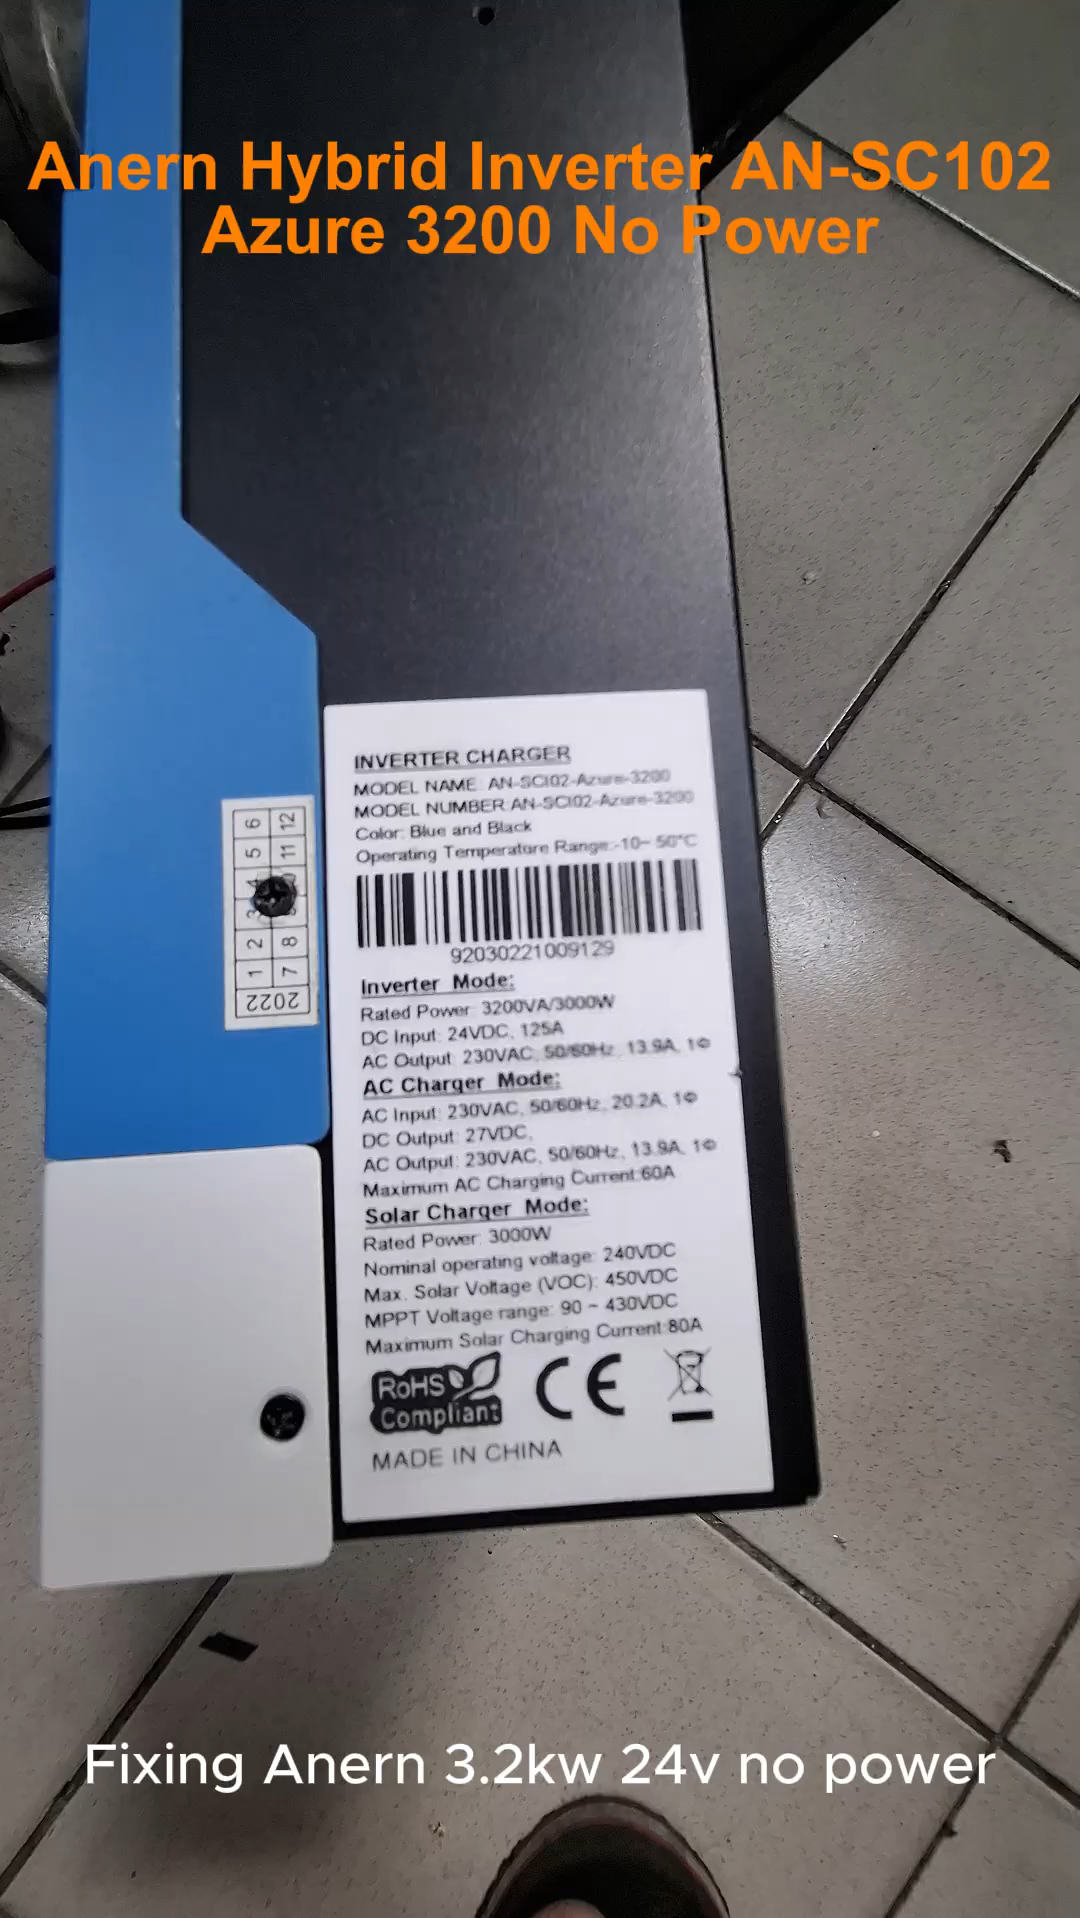 Anern Hybrid Inverter AN-SC102
Azure 3200 No Power
INVERTER CHARGER
MODEL NAME: AN-SCI02-Azure-3200
MODEL NUMBER:AN-SCI02-Azure-3200
Color: Blue and Black
Operating Temperature Range:-10~ 50°C
92030221009129
Inverter Mode:
Rated Power: 3200VA/3000W
DC Input: 24VDC, 125A
AC Output: 230VAC, 50/60Hz, 13.9A, 1Φ
AC Charger Mode:
AC Input: 230VAC, 50/60Hz, 20.2A, 1Φ
DC Output: 27VDC,
AC Output: 230VAC, 50/60Hz, 13.9A, 1Φ
Maximum AC Charging Current:60A
Solar Charger Mode:
Rated Power: 3000W
Nominal operating voltage: 240VDC
Max. Solar Voltage (VOC): 450VDC
MPPT Voltage range: 90 ~ 430VDC
Maximum Solar Charging Current:80A
RoHS
Compliant
CE
MADE IN CHINA
2022
1 2 3 5 6
7 8 11 12
Fixing Anern 3.2kw 24v no power